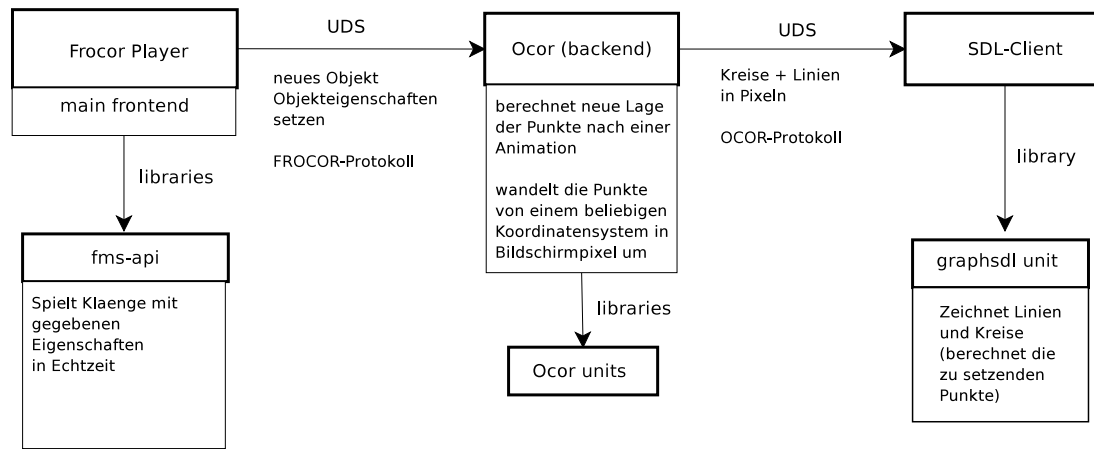 Frocor Player
main frontend
UDS
neues Objekt
Objekteigenschaften
setzen
FROCOR-Protokoll
Ocor (backend)
berechnet neue Lage
der Punkte nach einer
Animation
wandelt die Punkte
von einem beliebigen
Koordinatensystem in
Bildschirmpixel um
UDS
Kreise + Linien
in Pixeln
OCOR-Protokoll
SDL-Client
libraries
fms-api
Spielt Klaenge mit
gegebenen
Eigenschaften
in Echtzeit
libraries
Ocor units
library
graphsdl unit
Zeichnet Linien
und Kreise
(berechnet die
zu setzenden
Punkte)